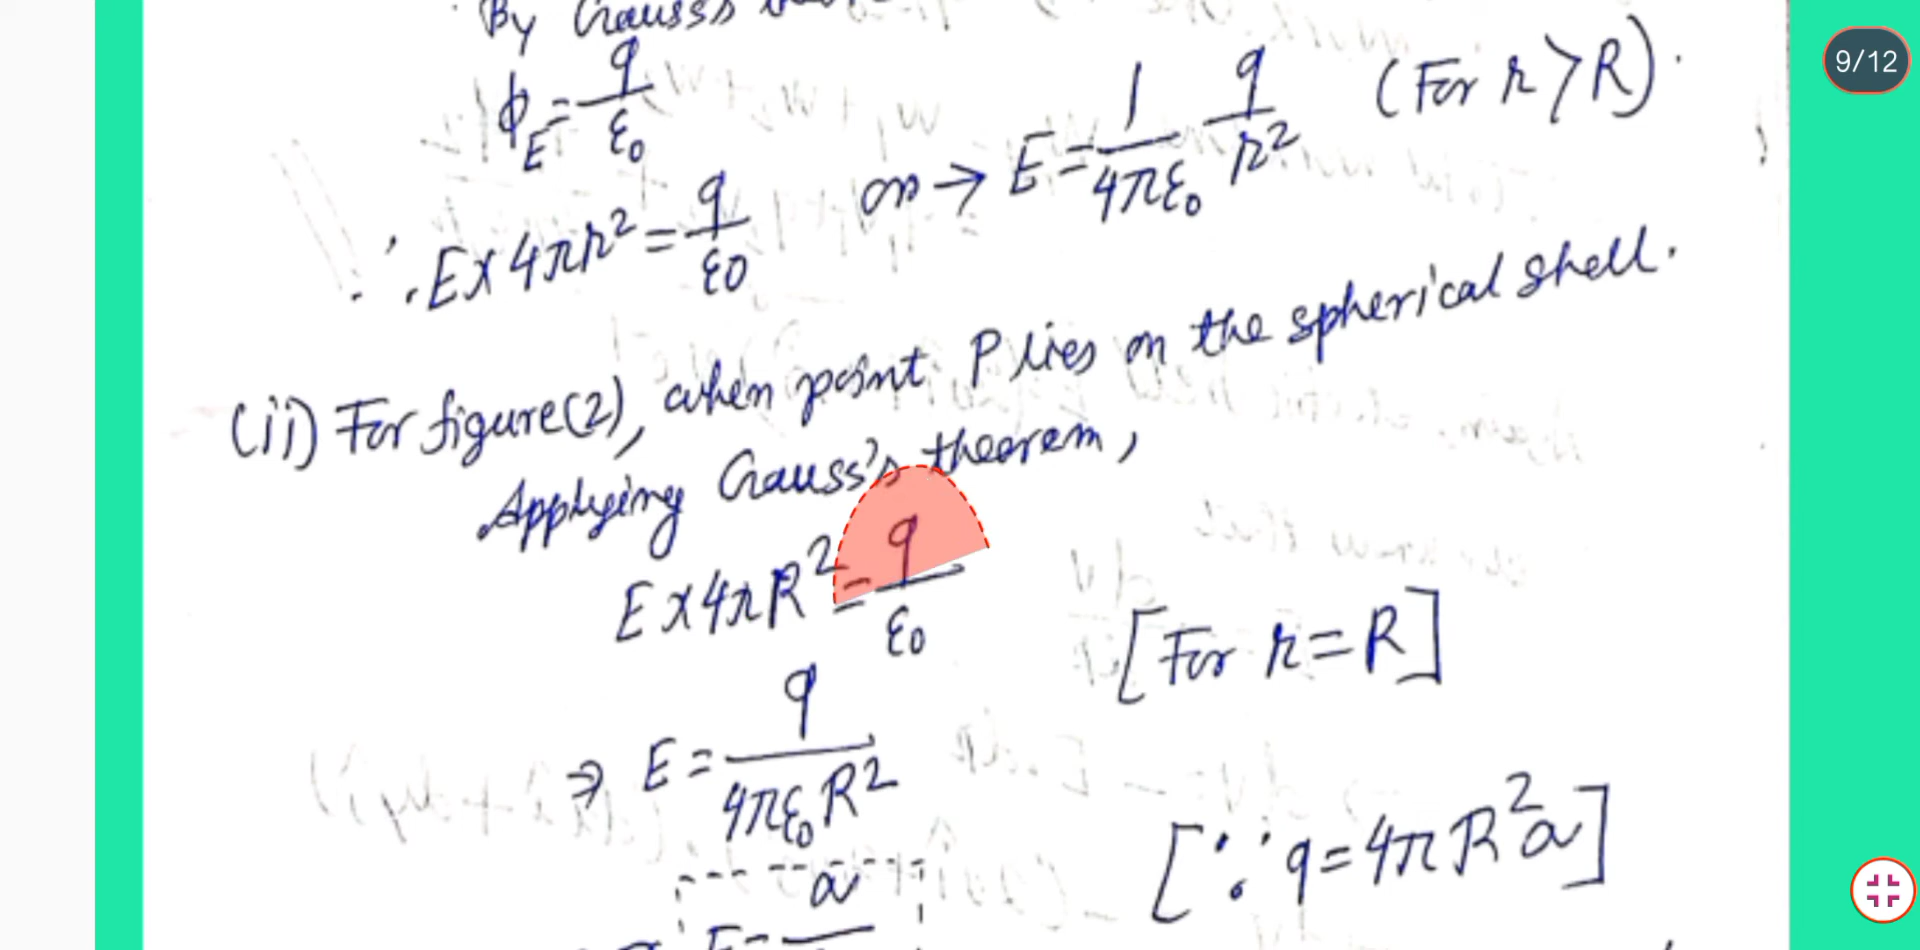 By Gauss's
ϕ_E = q/ε₀
∴ E×4πr² = q/ε0 or → E = 1/4πε₀ q/r² (For r > R).
(ii) For figure(2), when point P lies on the spherical shell.
Applying Gauss's theorem,
E×4πR² = q/ε₀ [For r = R]
⇒ E = q/4πε₀R² [∵ q = 4πR²σ]
E = σ/
9/12